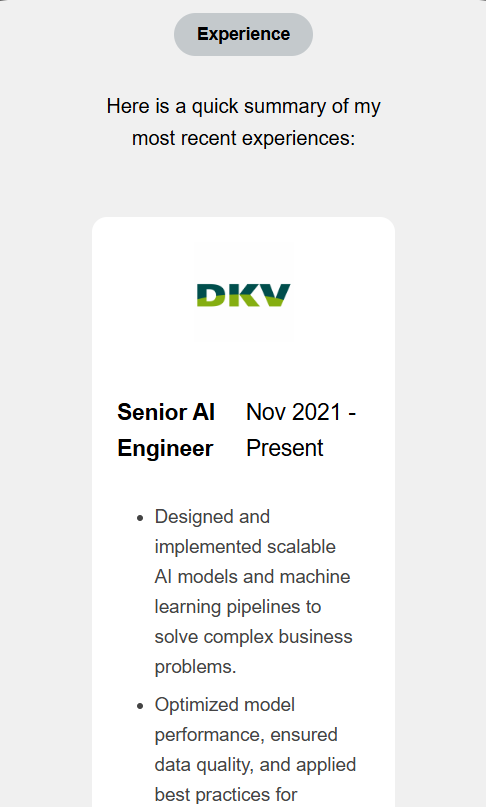 Experience
Here is a quick summary of my
most recent experiences:
DKV
Senior AI
Engineer
Nov 2021 -
Present
• Designed and
implemented scalable
AI models and machine
learning pipelines to
solve complex business
problems.
• Optimized model
performance, ensured
data quality, and applied
best practices for